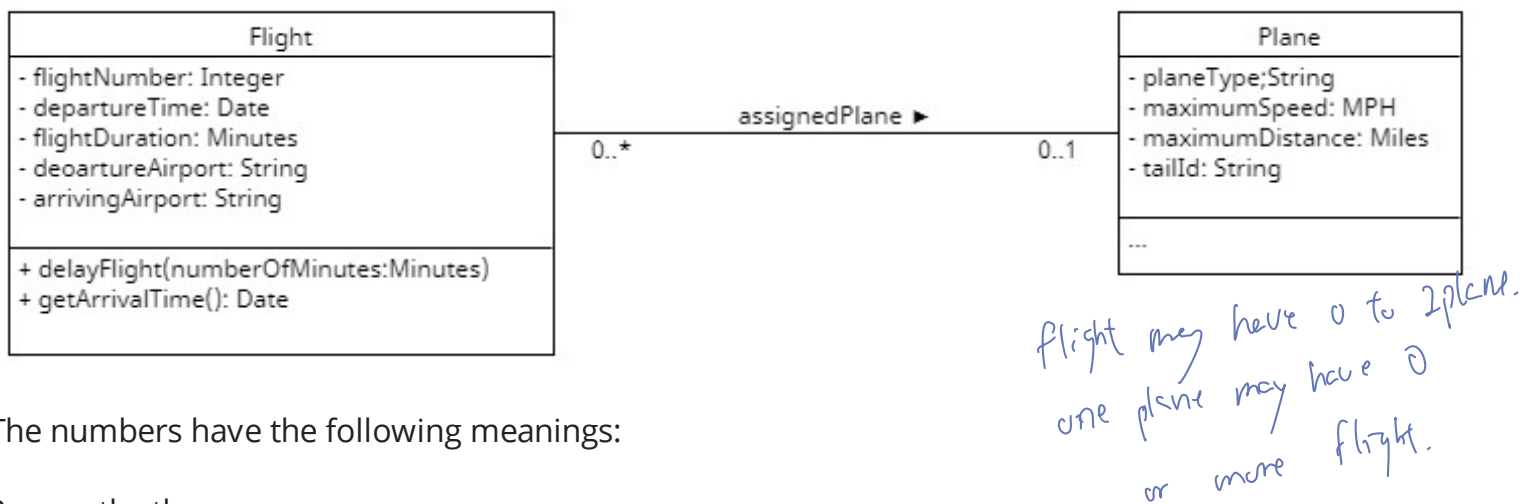 Flight
- flightNumber: Integer
- departureTime: Date
- flightDuration: Minutes
- deoartureAirport: String
- arrivingAirport: String
+ delayFlight(numberOfMinutes:Minutes)
+ getArrivalTime(): Date
assignedPlane ►
0..*
0..1
Plane
- planeType;String
- maximumSpeed: MPH
- maximumDistance: Miles
- tailId: String
...
flight may have 0 to 1 plane.
one plane may have 0
or more flight.
The numbers have the following meanings: